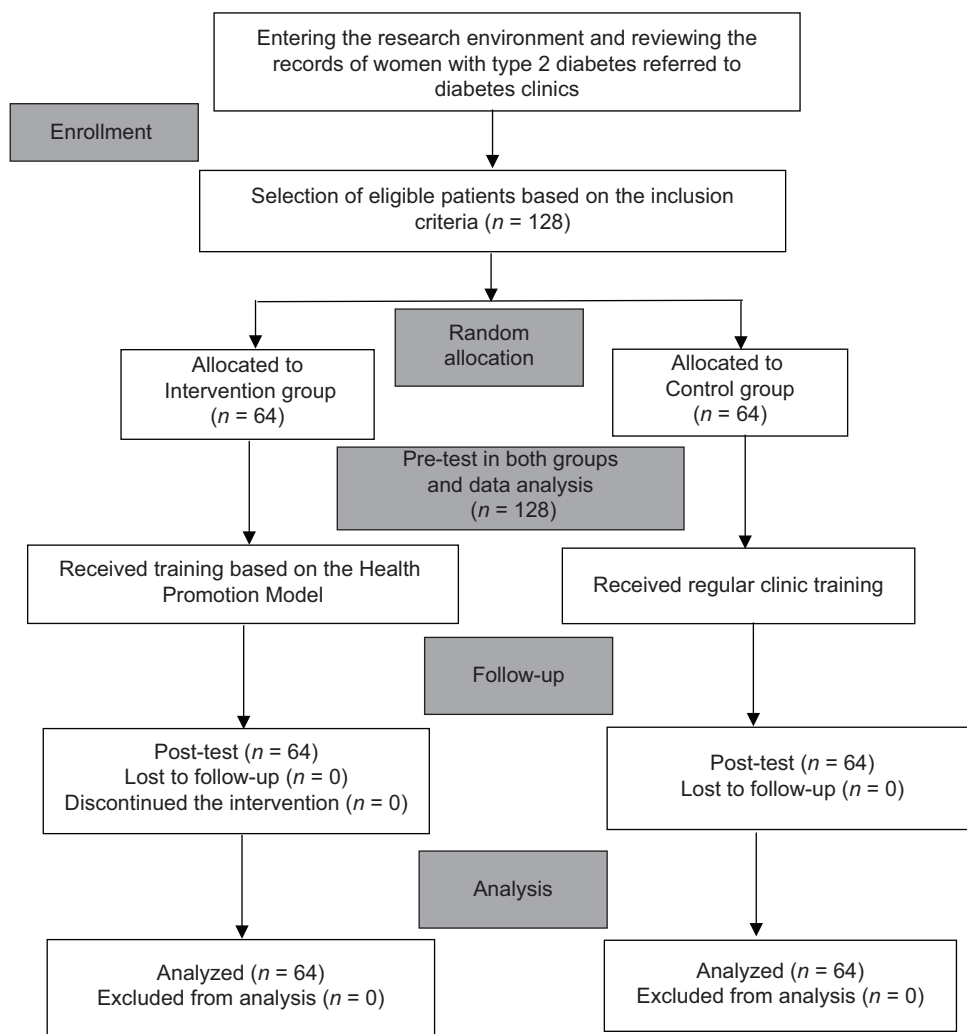 Entering the research environment and reviewing the
records of women with type 2 diabetes referred to
diabetes clinics
Enrollment
Selection of eligible patients based on the inclusion
criteria (n = 128)
Random
allocation
Allocated to
Intervention group
(n = 64)
Allocated to
Control group
(n = 64)
Pre-test in both groups
and data analysis
(n = 128)
Received training based on the Health
Promotion Model
Received regular clinic training
Follow-up
Post-test (n = 64)
Lost to follow-up (n = 0)
Discontinued the intervention (n = 0)
Post-test (n = 64)
Lost to follow-up (n = 0)
Analysis
Analyzed (n = 64)
Excluded from analysis (n = 0)
Analyzed (n = 64)
Excluded from analysis (n = 0)